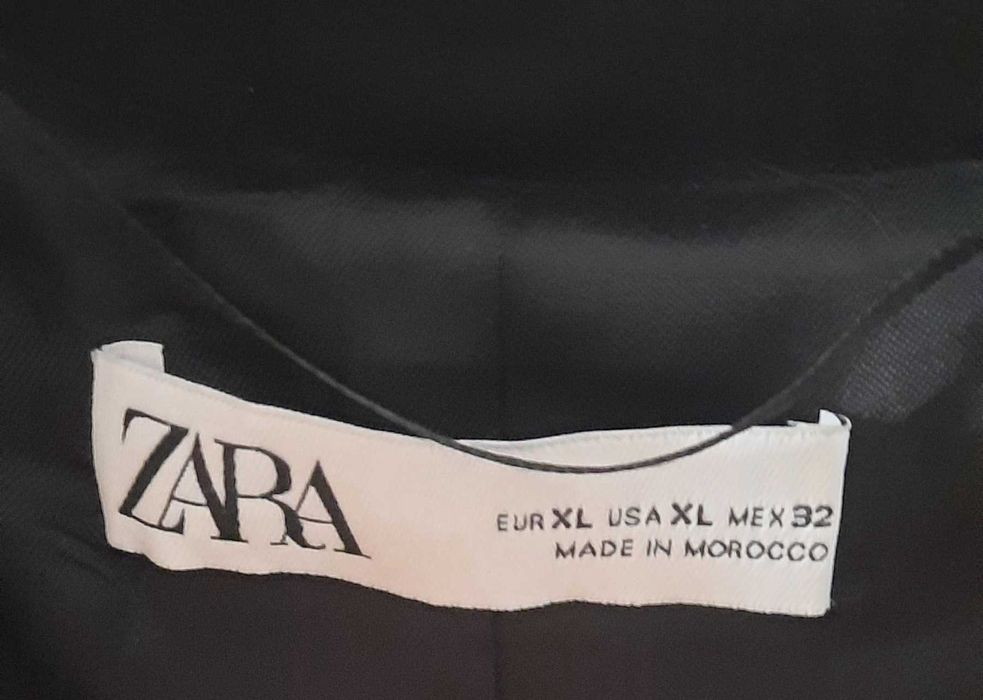 ZARA
EUR XL USA XL MEX 32
MADE IN MOROCCO